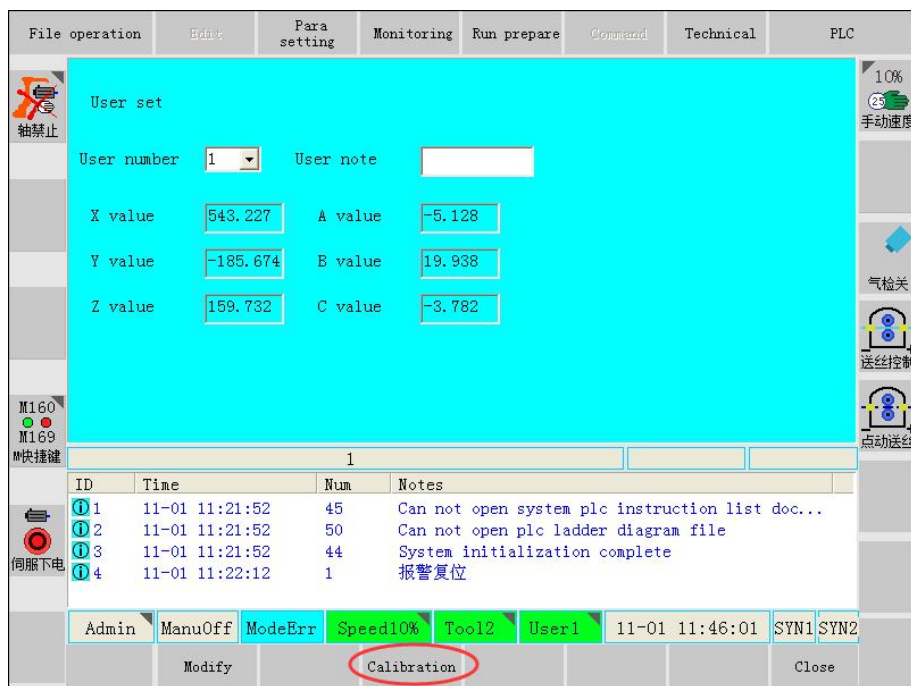 File operation Edit Para setting Monitoring Run prepare Command Technical PLC
轴禁止
10%
25
手动速度
User set
User number 1 User note
X value 543.227 A value -5.128
Y value -185.674 B value 19.938
Z value 159.732 C value -3.782
气检关
送丝控制
M160
M169
M快捷键
点动送丝
1
ID Time Num Notes
1 11-01 11:21:52 45 Can not open system plc instruction list doc...
2 11-01 11:21:52 50 Can not open plc ladder diagram file
3 11-01 11:21:52 44 System initialization complete
4 11-01 11:22:12 1 报警复位
伺服下电
Admin ManuOff ModeErr Speed10% Tool2 User1 11-01 11:46:01 SYN1 SYN2
Modify Calibration Close